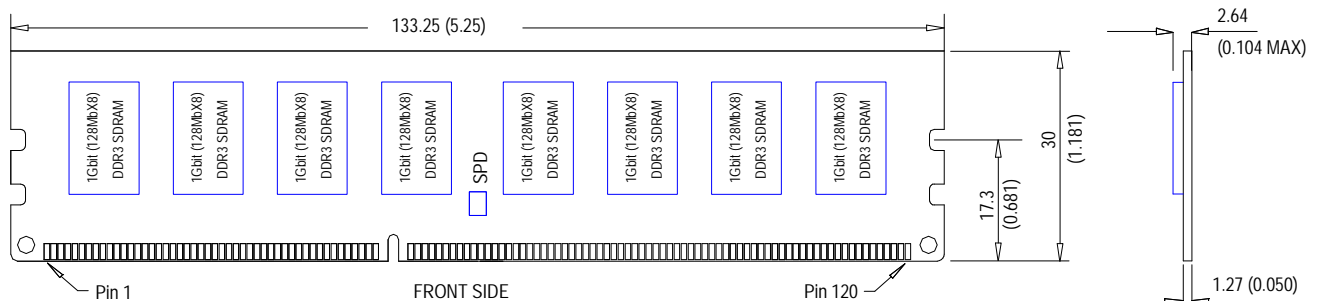 133.25 (5.25)
2.64
(0.104 MAX)
1Gbit (128MbX8)
DDR3 SDRAM
1Gbit (128MbX8)
DDR3 SDRAM
1Gbit (128MbX8)
DDR3 SDRAM
1Gbit (128MbX8)
DDR3 SDRAM
1Gbit (128MbX8)
DDR3 SDRAM
1Gbit (128MbX8)
DDR3 SDRAM
1Gbit (128MbX8)
DDR3 SDRAM
1Gbit (128MbX8)
DDR3 SDRAM
SPD
30
(1.181)
17.3
(0.681)
Pin 1
FRONT SIDE
Pin 120
1.27 (0.050)